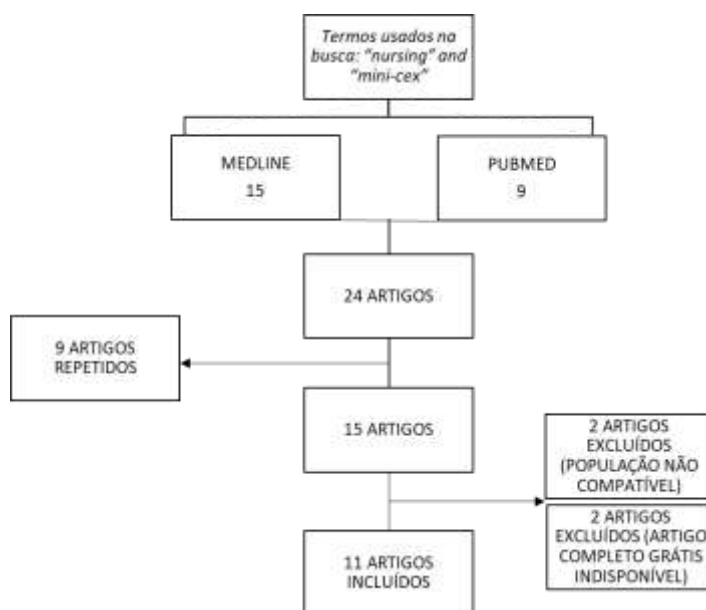 Termos usados na
busca: “nursing” and
“mini-cex”
MEDLINE
15
PUBMED
9
24 ARTIGOS
9 ARTIGOS
REPETIDOS
15 ARTIGOS
2 ARTIGOS
EXCLUÍDOS
(POPULAÇÃO NÃO
COMPATÍVEL)
2 ARTIGOS
EXCLUÍDOS (ARTIGO
COMPLETO GRÁTIS
INDISPONÍVEL)
11 ARTIGOS
INCLUÍDOS